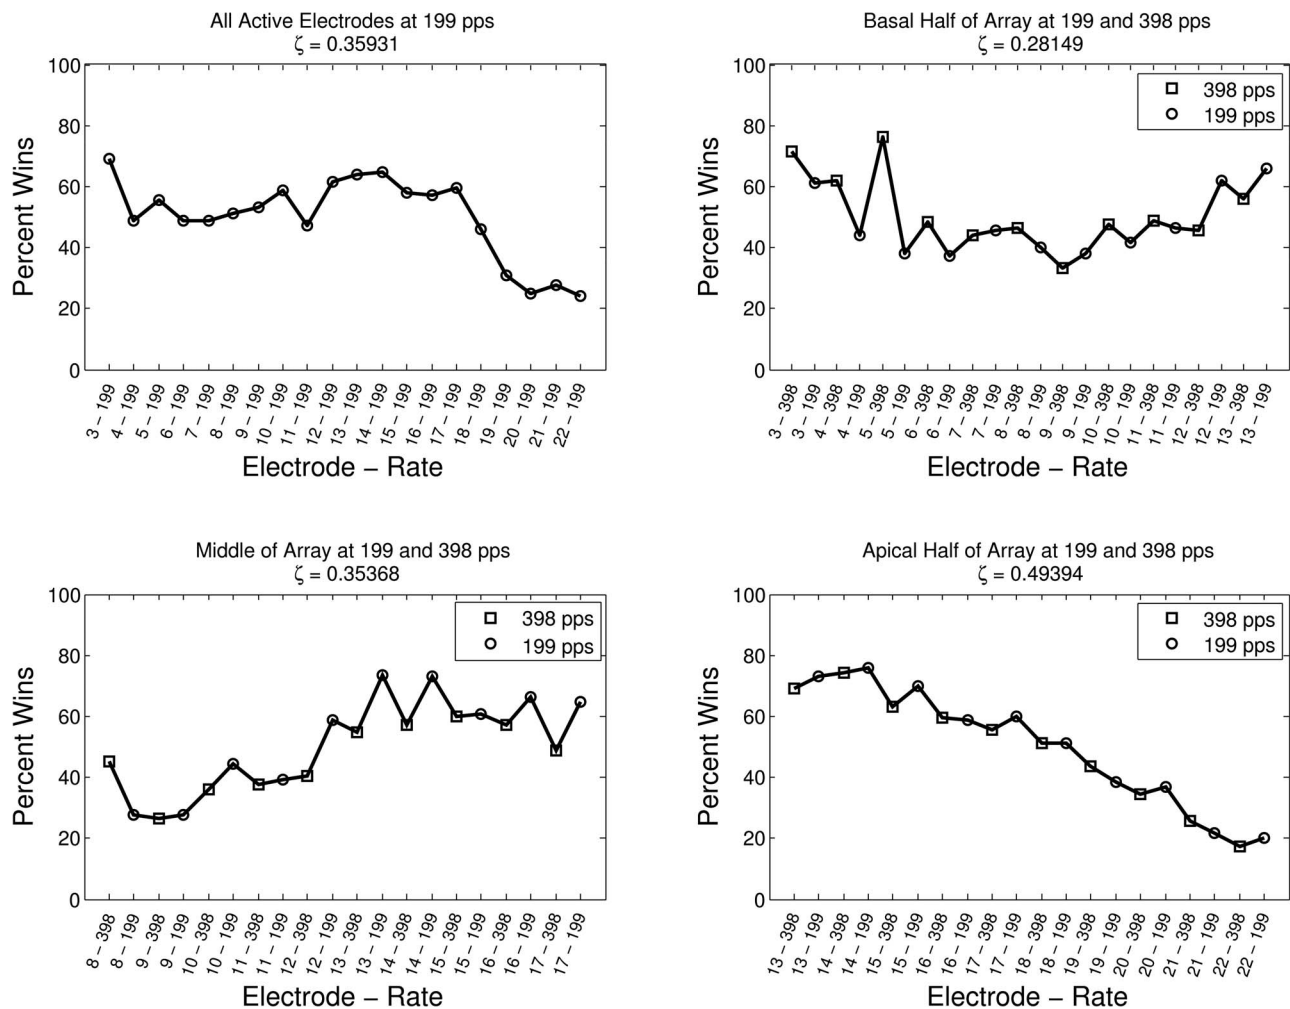 All Active Electrodes at 199 pps
ζ = 0.35931
100
80
60
40
20
0
Percent Wins
3 – 199
4 – 199
5 – 199
6 – 199
7 – 199
8 – 199
9 – 199
10 – 199
11 – 199
12 – 199
13 – 199
14 – 199
15 – 199
16 – 199
17 – 199
18 – 199
19 – 199
20 – 199
21 – 199
22 – 199
Electrode – Rate
Basal Half of Array at 199 and 398 pps
ζ = 0.28149
398 pps
199 pps
100
80
60
40
20
0
Percent Wins
3 – 398
3 – 199
4 – 398
4 – 199
5 – 398
5 – 199
6 – 398
6 – 199
7 – 398
7 – 199
8 – 398
8 – 199
9 – 398
9 – 199
10 – 398
10 – 199
11 – 398
11 – 199
12 – 398
12 – 199
13 – 398
13 – 199
Electrode – Rate
Middle of Array at 199 and 398 pps
ζ = 0.35368
398 pps
199 pps
100
80
60
40
20
0
Percent Wins
8 – 398
8 – 199
9 – 398
9 – 199
10 – 398
10 – 199
11 – 398
11 – 199
12 – 398
12 – 199
13 – 398
13 – 199
14 – 398
14 – 199
15 – 398
15 – 199
16 – 398
16 – 199
17 – 398
17 – 199
Electrode – Rate
Apical Half of Array at 199 and 398 pps
ζ = 0.49394
398 pps
199 pps
100
80
60
40
20
0
Percent Wins
13 – 398
13 – 199
14 – 398
14 – 199
15 – 398
15 – 199
16 – 398
16 – 199
17 – 398
17 – 199
18 – 398
18 – 199
19 – 398
19 – 199
20 – 398
20 – 199
21 – 398
21 – 199
22 – 398
22 – 199
Electrode – Rate